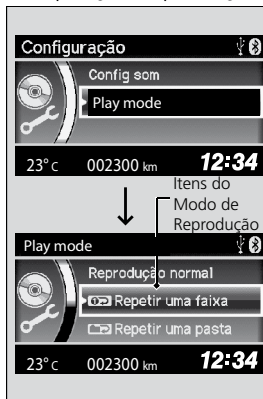 Configuração
Config som
Play mode
23°c 002300 km 12:34
Itens do
Modo de
Reprodução
Play mode
Reprodução normal
Repetir uma faixa
Repetir uma pasta
23°c 002300 km 12:34